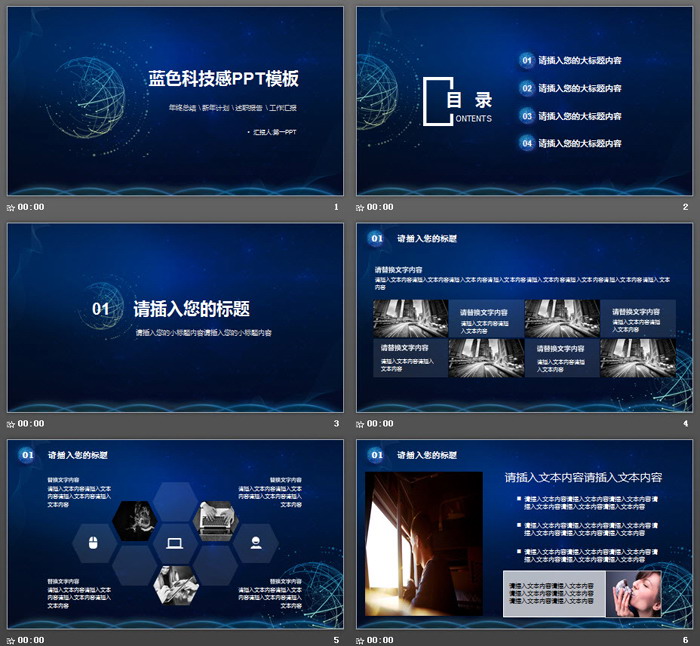 蓝色科技感PPT模板
年终总结 \ 新年计划 \ 述职报告 \ 工作汇报
• 汇报人:第一PPT
00:00
1
目 录
ONTENTS
01 请插入您的大标题内容
02 请插入您的大标题内容
03 请插入您的大标题内容
04 请插入您的大标题内容
00:00
2
01
请插入您的标题
请插入您的小标题内容请插入您的小标题内容
00:00
3
01 请插入您的标题
请替换文字内容
请插入文本内容请插入文本内容请插入文本内容请插入文本内容请插入文本内容请插入文本内容请插入文本内容请插入文本
内容
请替换文字内容
请插入文本内容请插
入文本内容
请替换文字内容
请插入文本内容请插
入文本内容
请替换文字内容
请插入文本内容请插入
文本内容
请替换文字内容
请插入文本内容请插
入文本内容
00:00
4
01 请插入您的标题
替换文字内容
请插入文本内容请插入文
本内容请插入文本内容请
文本内容
替换文字内容
请插入文本内容请插入文
内容请插入文本内容请插入
文本内容
替换文字内容
请插入文本内容请插入文
本内容请插入文本内容请
文本内容
替换文字内容
请插入文本内容请插入文
内容请插入文本内容请插入
文本内容
00:00
5
01 请插入您的标题
请插入文本内容请插入文本内容
■ 请插入文本内容请插入文本内容请插入文本内容请
插入文本内容请插入文本内容请插入文本内容
■ 请插入文本内容请插入文本内容请插入文本内容请
插入文本内容请插入文本内容请插入文本内容
■ 请插入文本内容请插入文本内容请插入文本内容请
插入文本内容请插入文本内容请插入文本内容
请插入文本内容请插入文本内容
请插入文本内容请插入文本内容
请插入文本内容请插入文本内容
00:00
6